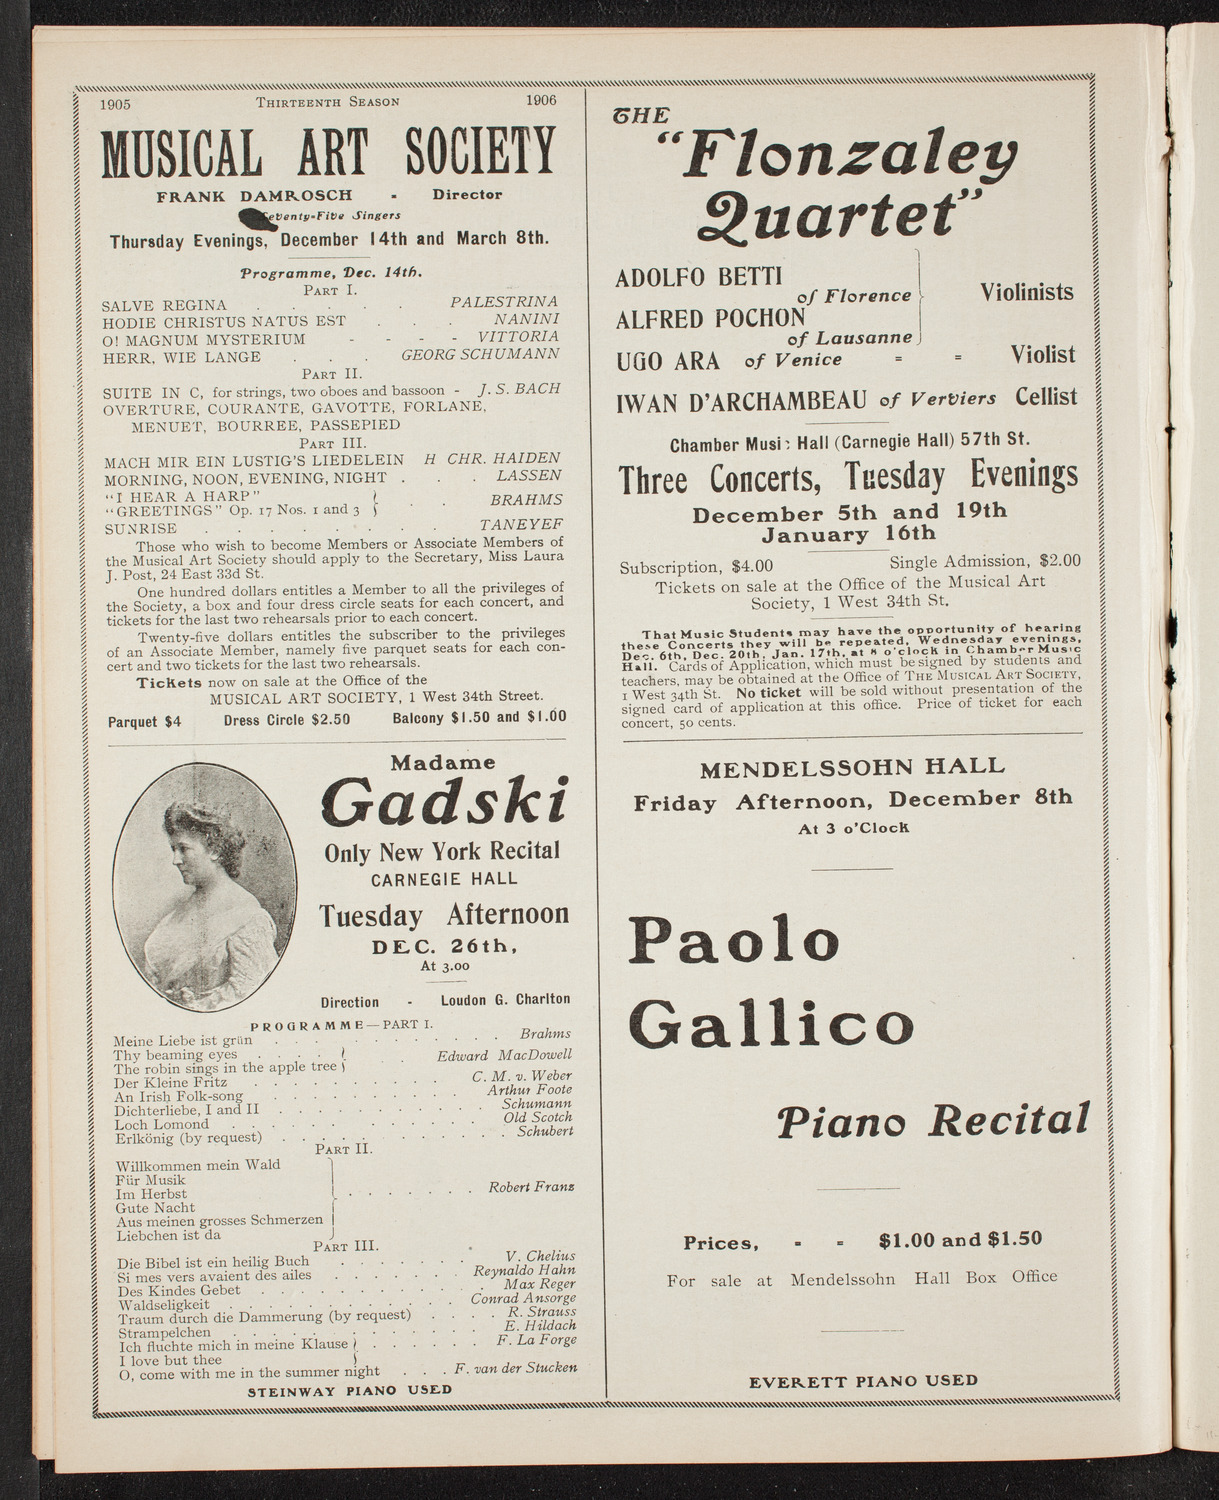 1905 THIRTEENTH SEASON 1906
MUSICAL ART SOCIETY
FRANK DAMROSCH - Director
Seventy-Five Singers
Thursday Evenings, December 14th and March 8th.
Programme, Dec. 14th.
PART I.
SALVE REGINA . . . . PALESTRINA
HODIE CHRISTUS NATUS EST . . . NANINI
O! MAGNUM MYSTERIUM - - - - VITTORIA
HERR, WIE LANGE . . . GEORG SCHUMANN
PART II.
SUITE IN C, for strings, two oboes and bassoon - J. S. BACH
OVERTURE, COURANTE, GAVOTTE, FORLANE,
MENUET, BOURREE, PASSEPIED
PART III.
MACH MIR EIN LUSTIG'S LIEDELEIN H CHR. HAIDEN
MORNING, NOON, EVENING, NIGHT . . . LASSEN
"I HEAR A HARP"
"GREETINGS" Op. 17 Nos. 1 and 3 } . . BRAHMS
SUNRISE . . . . . . . . TANEYEF
Those who wish to become Members or Associate Members of
the Musical Art Society should apply to the Secretary, Miss Laura
J. Post, 24 East 33d St.
One hundred dollars entitles a Member to all the privileges of
the Society, a box and four dress circle seats for each concert, and
tickets for the last two rehearsals prior to each concert.
Twenty-five dollars entitles the subscriber to the privileges
of an Associate Member, namely five parquet seats for each con-
cert and two tickets for the last two rehearsals.
Tickets now on sale at the Office of the
MUSICAL ART SOCIETY, 1 West 34th Street.
Parquet $4 Dress Circle $2.50 Balcony $1.50 and $1.00
Madame
Gadski
Only New York Recital
CARNEGIE HALL
Tuesday Afternoon
DEC. 26th,
At 3.00
Direction - Loudon G. Charlton
PROGRAMME—PART I.
Meine Liebe ist grün . . . . . . . . . Brahms
Thy beaming eyes . . . .
The robin sings in the apple tree } . . Edward MacDowell
Der Kleine Fritz . . . . . . . . C. M. v. Weber
An Irish Folk-song . . . . . . . . Arthur Foote
Dichterliebe, I and II . . . . . . . . Schumann
Loch Lomond . . . . . . . . . Old Scotch
Erlkönig (by request) . . . . . . . . Schubert
PART II.
Willkommen mein Wald
Für Musik
Im Herbst
Gute Nacht
Aus meinen grosses Schmerzen
Liebchen ist da } . . . . . . . Robert Franz
PART III.
Die Bibel ist ein heilig Buch . . . . . . V. Chelius
Si mes vers avaient des ailes . . . . . . Reynaldo Hahn
Des Kindes Gebet . . . . . . . . . Max Reger
Waldseligkeit . . . . . . . . . Conrad Ansorge
Traum durch die Dammerung (by request) . . . . R. Strauss
Strampelchen . . . . . . . . . E. Hildach
Ich fluchte mich in meine Klause
I love but thee } . . . . . . F. La Forge
O, come with me in the summer night . . . F. van der Stucken
STEINWAY PIANO USED
THE
"Flonzaley
Quartet"
ADOLFO BETTI
of Florence
ALFRED POCHON
of Lausanne } Violinists
UGO ARA of Venice = = Violist
IWAN D'ARCHAMBEAU of Verviers Cellist
Chamber Music Hall (Carnegie Hall) 57th St.
Three Concerts, Tuesday Evenings
December 5th and 19th
January 16th
Subscription, $4.00 Single Admission, $2.00
Tickets on sale at the Office of the Musical Art
Society, 1 West 34th St.
That Music Students may have the opportunity of hearing
these Concerts they will be repeated, Wednesday evenings,
Dec. 6th, Dec. 20th, Jan. 17th, at 8 o'clock in Chamber Music
Hall. Cards of Application, which must be signed by students and
teachers, may be obtained at the Office of THE MUSICAL ART SOCIETY,
1 West 34th St. No ticket will be sold without presentation of the
signed card of application at this office. Price of ticket for each
concert, 50 cents.
MENDELSSOHN HALL
Friday Afternoon, December 8th
At 3 o'Clock
Paolo
Gallico
Piano Recital
Prices, = = $1.00 and $1.50
For sale at Mendelssohn Hall Box Office
EVERETT PIANO USED